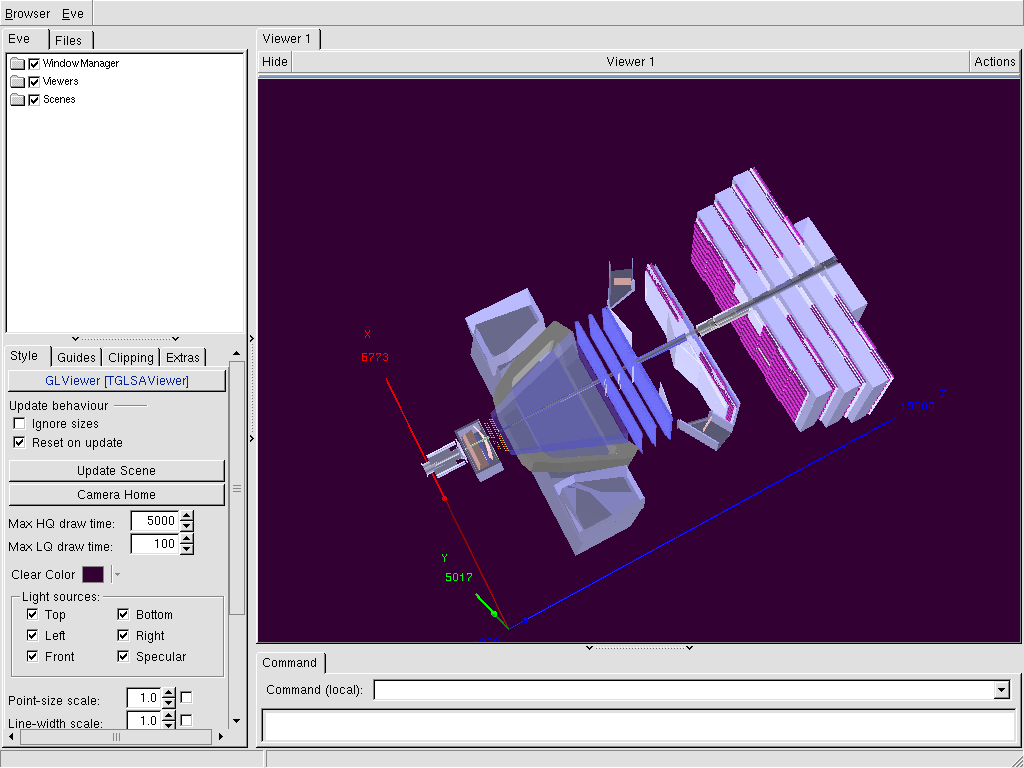 Browser Eve
Eve Files
WindowManager
Viewers
Scenes
Style Guides Clipping Extras
GLViewer [TGLSAViewer]
Update behaviour
Ignore sizes
Reset on update
Update Scene
Camera Home
Max HQ draw time: 5000
Max LQ draw time: 100
Clear Color
Light sources:
Top Bottom
Left Right
Front Specular
Point-size scale: 1.0
Line-width scale: 1.0
Viewer 1
Hide Viewer 1 Actions
X
6773
Y
5017
Z
Command
Command (local):